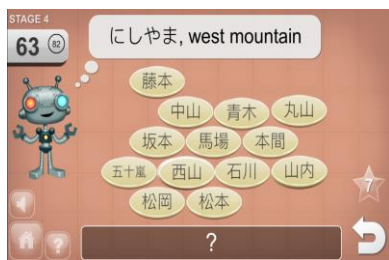 STAGE 4
63 82
にしやま, west mountain
藤本
中山 青木 丸山
坂本 馬場 本間
五十嵐 西山 石川 山内
松岡 松本
7
?
?